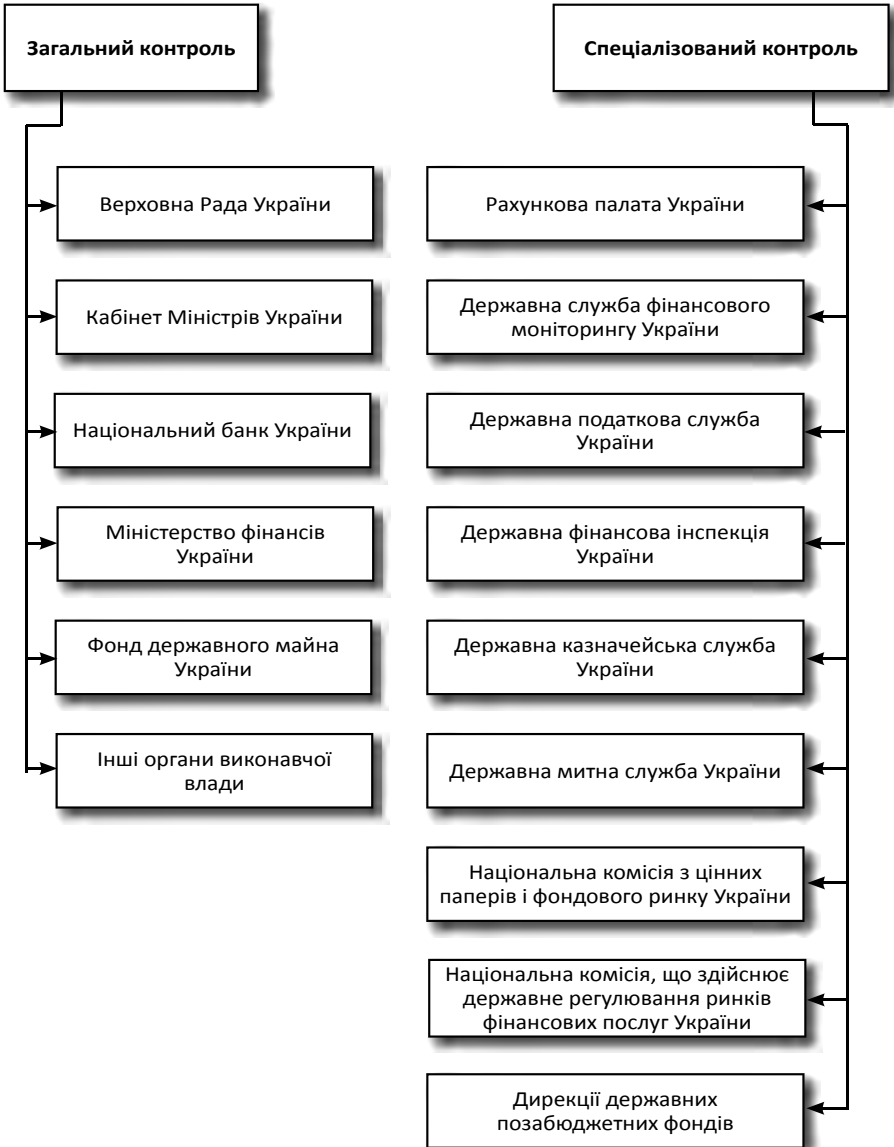 Загальний контроль
Верховна Рада України
Кабінет Міністрів України
Національний банк України
Міністерство фінансів
України
Фонд державного майна
України
Інші органи виконавчої
влади
Спеціалізований контроль
Рахункова палата України
Державна служба фінансового
моніторингу України
Державна податкова служба
України
Державна фінансова інспекція
України
Державна казначейська служба
України
Державна митна служба України
Національна комісія з цінних
паперів і фондового ринку України
Національна комісія, що здійснює
державне регулювання ринків
фінансових послуг України
Дирекції державних
позабюджетних фондів